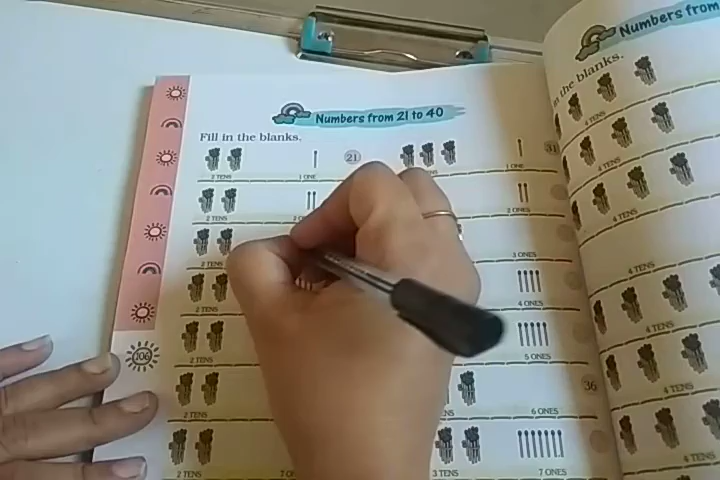 Numbers from 21 to 40
Fill in the blanks.
2 TENS 1 ONE 21
2 TENS
2 TENS
2 TENS
2 TENS
2 TENS
1 ONE 31
2 ONES
3 ONES
4 ONES
5 ONES
6 ONES 36
3 TENS 7 ONES
106
Numbers from
in the blanks.
4 TENS
4 TENS
4 TENS
4 TENS
4 TENS
4 TENS
4 TENS